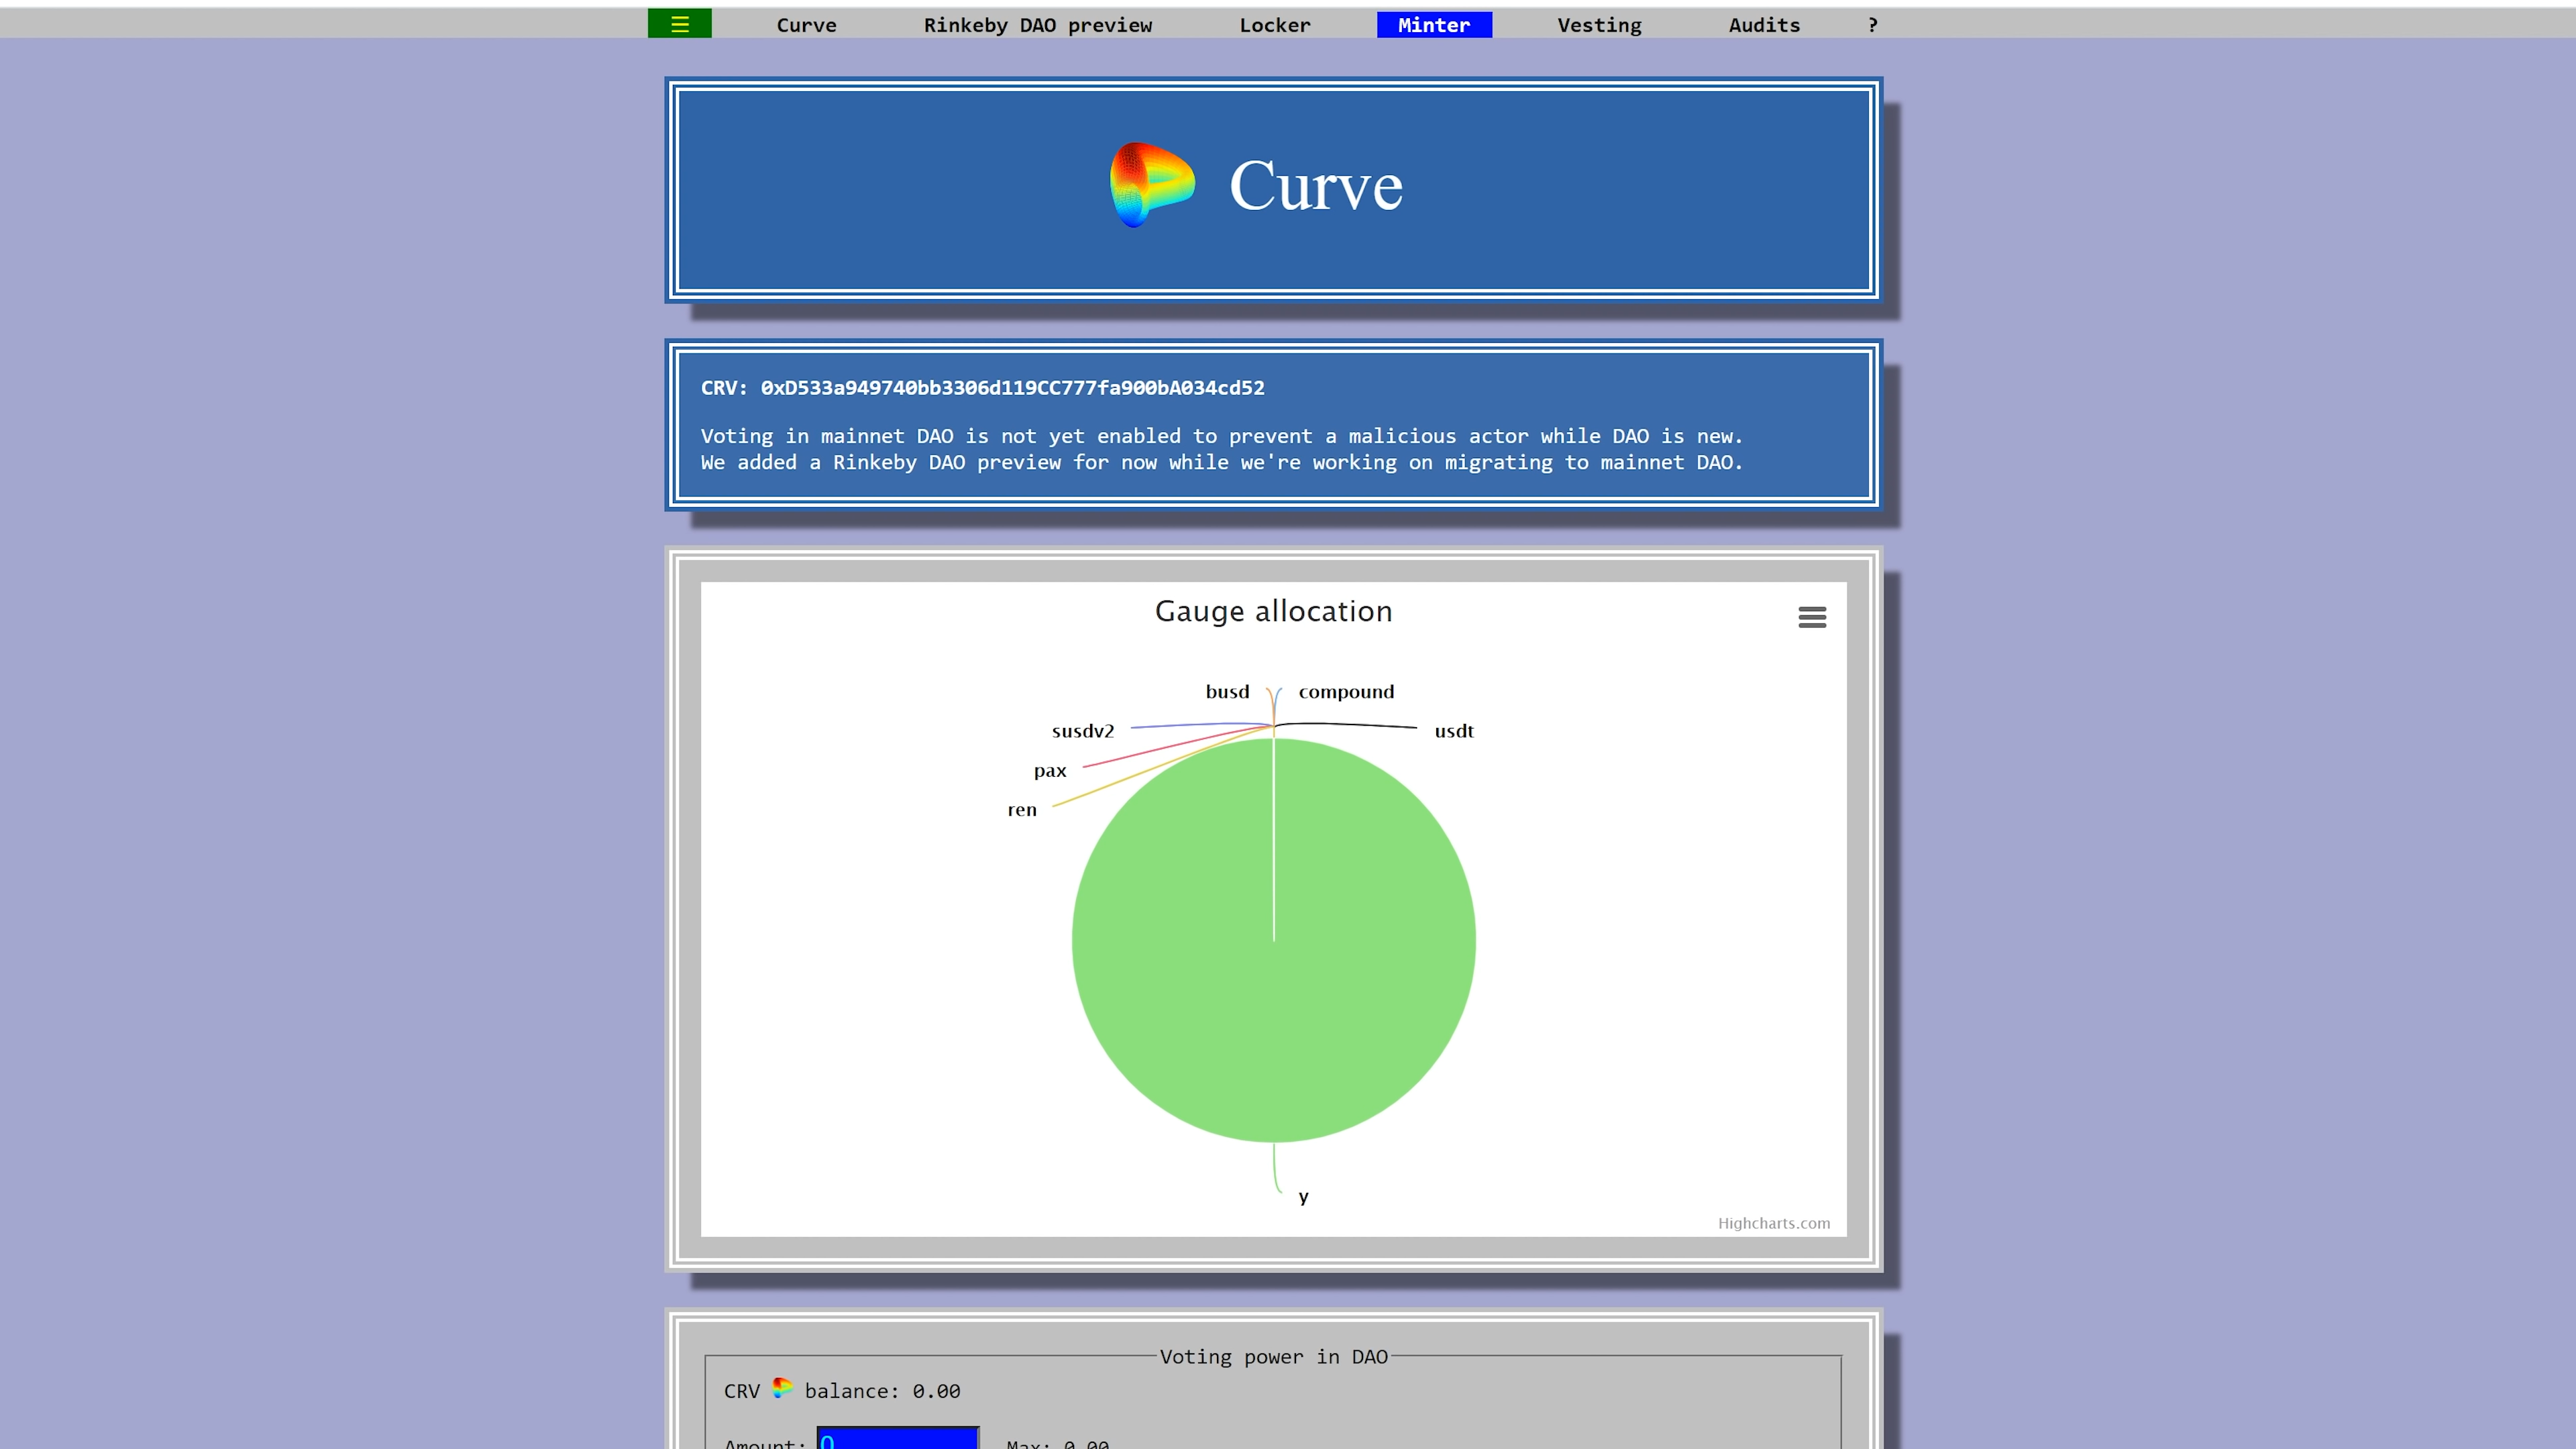 ☰ Curve Rinkeby DAO preview Locker Minter Vesting Audits ?
Curve
CRV: 0xD533a949740bb3306d119CC777fa900bA034cd52
Voting in mainnet DAO is not yet enabled to prevent a malicious actor while DAO is new.
We added a Rinkeby DAO preview for now while we're working on migrating to mainnet DAO.
Gauge allocation
busd compound
susdv2 usdt
pax
ren
y
Highcharts.com
Voting power in DAO
CRV balance: 0.00
Amount: 0 Max: 0.00